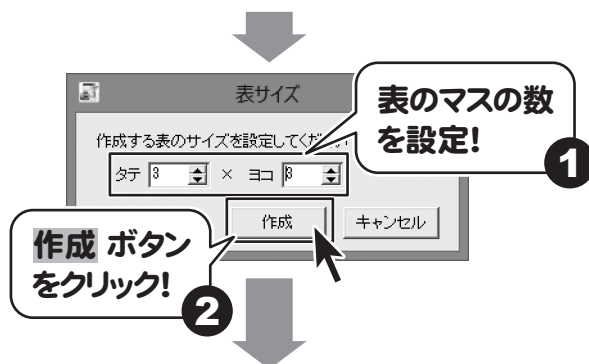 表サイズ
表のマスの数
を設定!
1
作成する表のサイズを設定してくだ
タテ 3 × ヨコ 3
作成 キャンセル
作成 ボタン
をクリック!
2